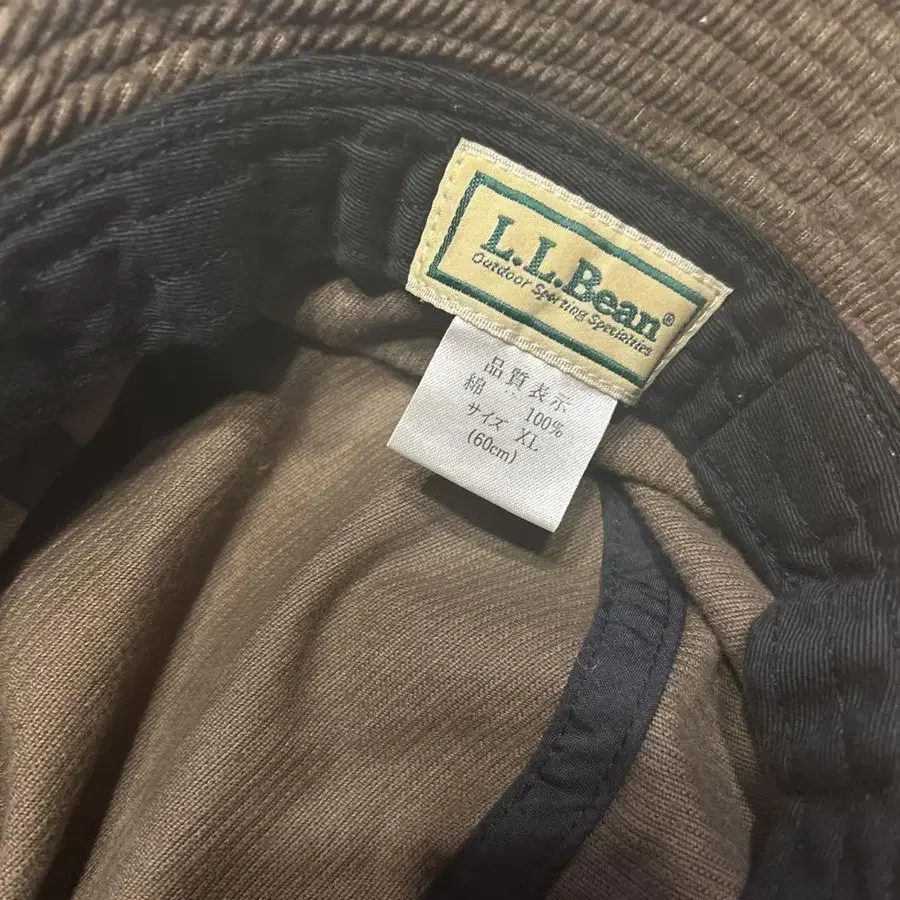 L.L.Bean®
Outdoor Sporting Specialties
品質表示
綿 100%
サイズ XL
(60cm)